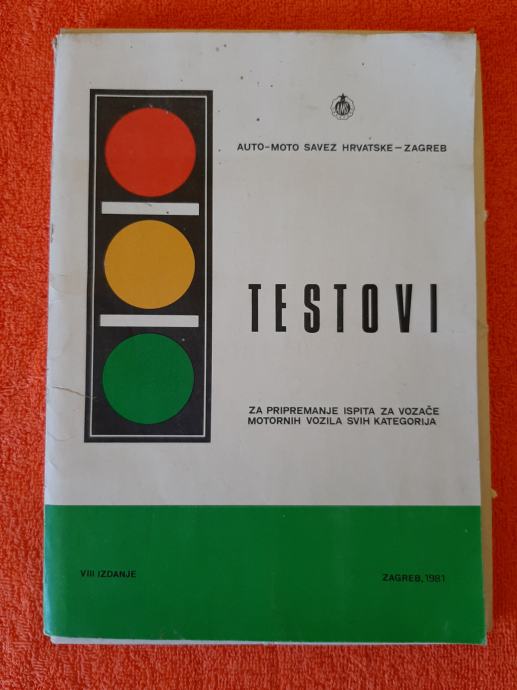 AUTO-MOTO SAVEZ HRVATSKE-ZAGREB
TESTOVI
ZA PRIPREMANJE ISPITA ZA VOZAČE
MOTORNIH VOZILA SVIH KATEGORIJA
VIII IZDANJE
ZAGREB, 1981